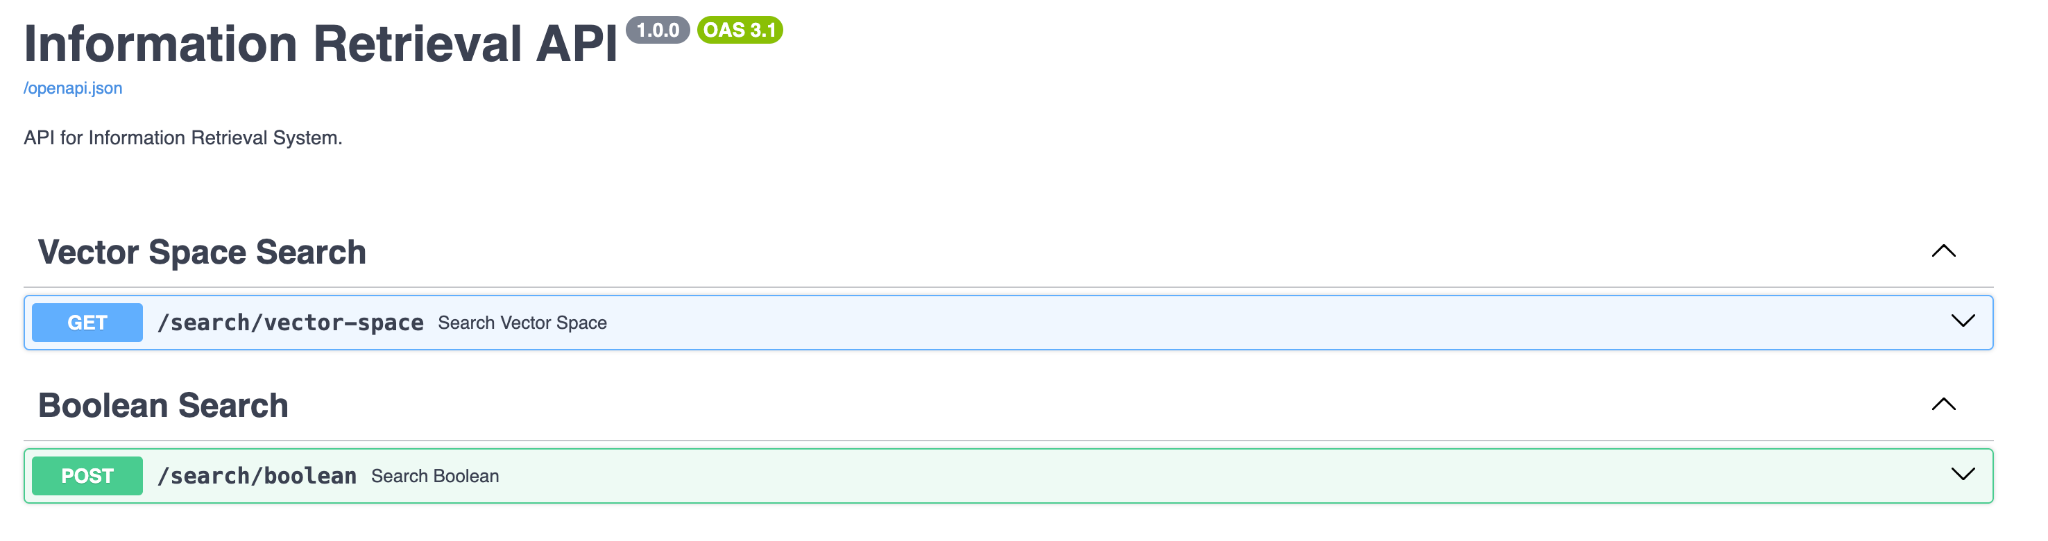 Information Retrieval API 1.0.0 OAS 3.1
/openapi.json
API for Information Retrieval System.
Vector Space Search
GET /search/vector-space Search Vector Space
Boolean Search
POST /search/boolean Search Boolean